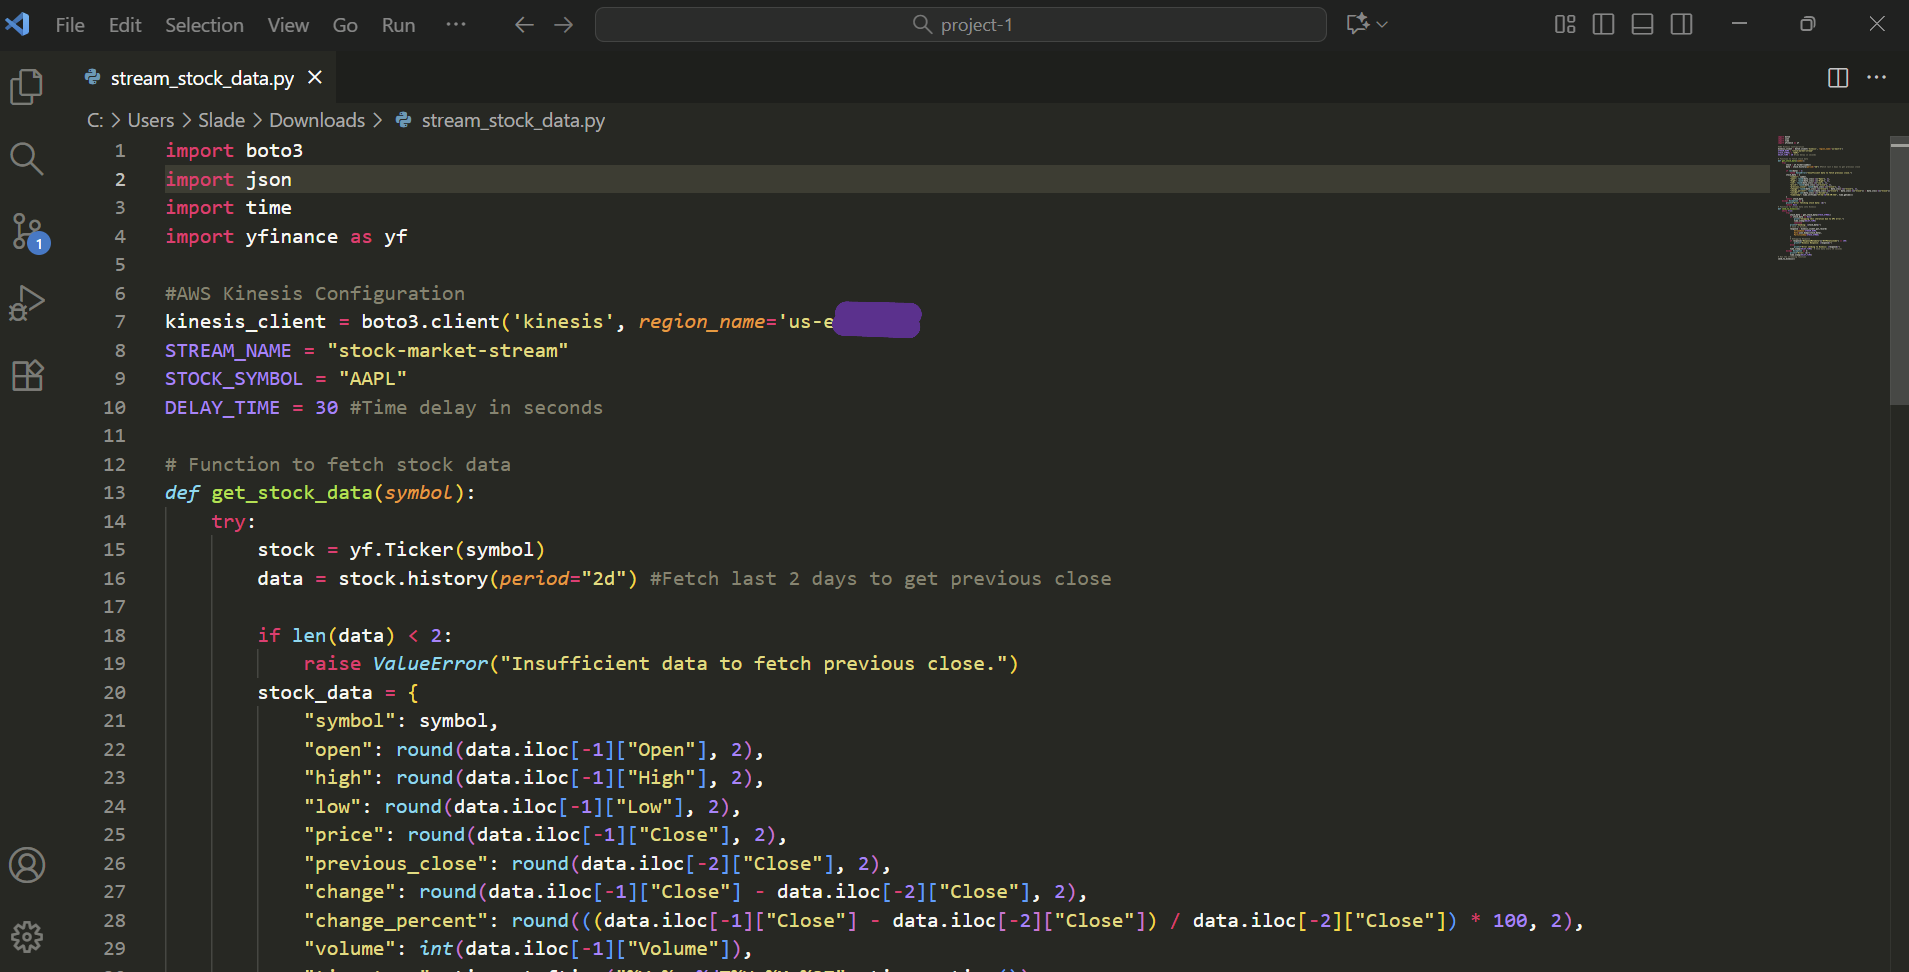 File Edit Selection View Go Run ··· project-1
stream_stock_data.py
C: > Users > Slade > Downloads > stream_stock_data.py
1 import boto3
2 import json
3 import time
4 import yfinance as yf
5
6 #AWS Kinesis Configuration
7 kinesis_client = boto3.client('kinesis', region_name='us-e
8 STREAM_NAME = "stock-market-stream"
9 STOCK_SYMBOL = "AAPL"
10 DELAY_TIME = 30 #Time delay in seconds
11
12 # Function to fetch stock data
13 def get_stock_data(symbol):
14     try:
15         stock = yf.Ticker(symbol)
16         data = stock.history(period="2d") #Fetch last 2 days to get previous close
17
18         if len(data) < 2:
19             raise ValueError("Insufficient data to fetch previous close.")
20         stock_data = {
21             "symbol": symbol,
22             "open": round(data.iloc[-1]["Open"], 2),
23             "high": round(data.iloc[-1]["High"], 2),
24             "low": round(data.iloc[-1]["Low"], 2),
25             "price": round(data.iloc[-1]["Close"], 2),
26             "previous_close": round(data.iloc[-2]["Close"], 2),
27             "change": round(data.iloc[-1]["Close"] - data.iloc[-2]["Close"], 2),
28             "change_percent": round(((data.iloc[-1]["Close"] - data.iloc[-2]["Close"]) / data.iloc[-2]["Close"]) * 100, 2),
29             "volume": int(data.iloc[-1]["Volume"]),
1